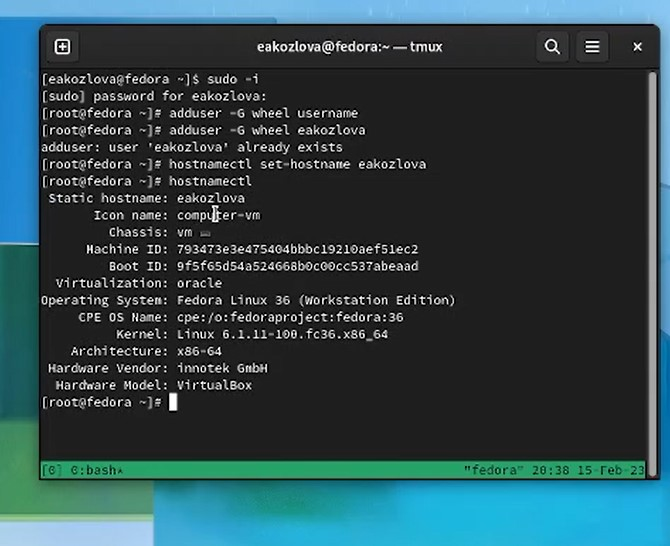 eakozlova@fedora:~ — tmux
[eakozlova@fedora ~]$ sudo -i
[sudo] password for eakozlova:
[root@fedora ~]# adduser -G wheel username
[root@fedora ~]# adduser -G wheel eakozlova
adduser: user 'eakozlova' already exists
[root@fedora ~]# hostnamectl set-hostname eakozlova
[root@fedora ~]# hostnamectl
Static hostname: eakozlova
Icon name: computer-vm
Chassis: vm
Machine ID: 793473e3e475404bbbc19210aef51ec2
Boot ID: 9f5f65d54a524668b0c00cc537abeaad
Virtualization: oracle
Operating System: Fedora Linux 36 (Workstation Edition)
CPE OS Name: cpe:/o:fedoraproject:fedora:36
Kernel: Linux 6.1.11-100.fc36.x86_64
Architecture: x86-64
Hardware Vendor: innotek GmbH
Hardware Model: VirtualBox
[root@fedora ~]#
[0] 0:bash* "fedora" 20:38 15-Feb-23